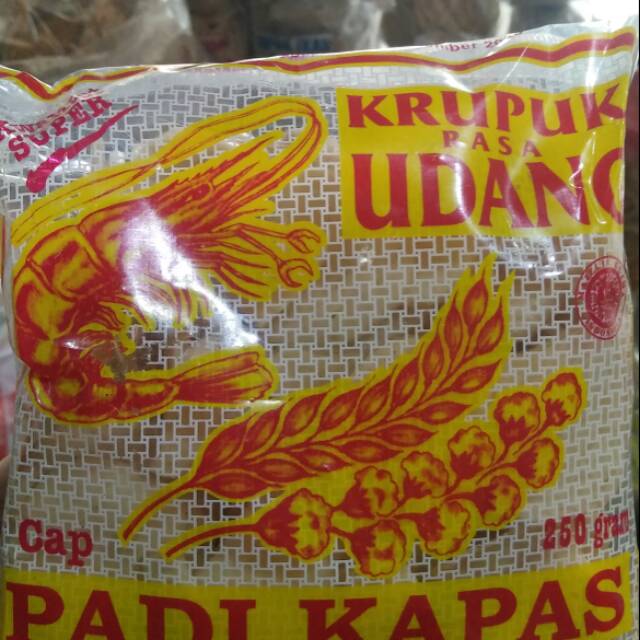 SUPER
KRUPUK
RASA
UDANG
Cap
250 gram
PADI KAPAS